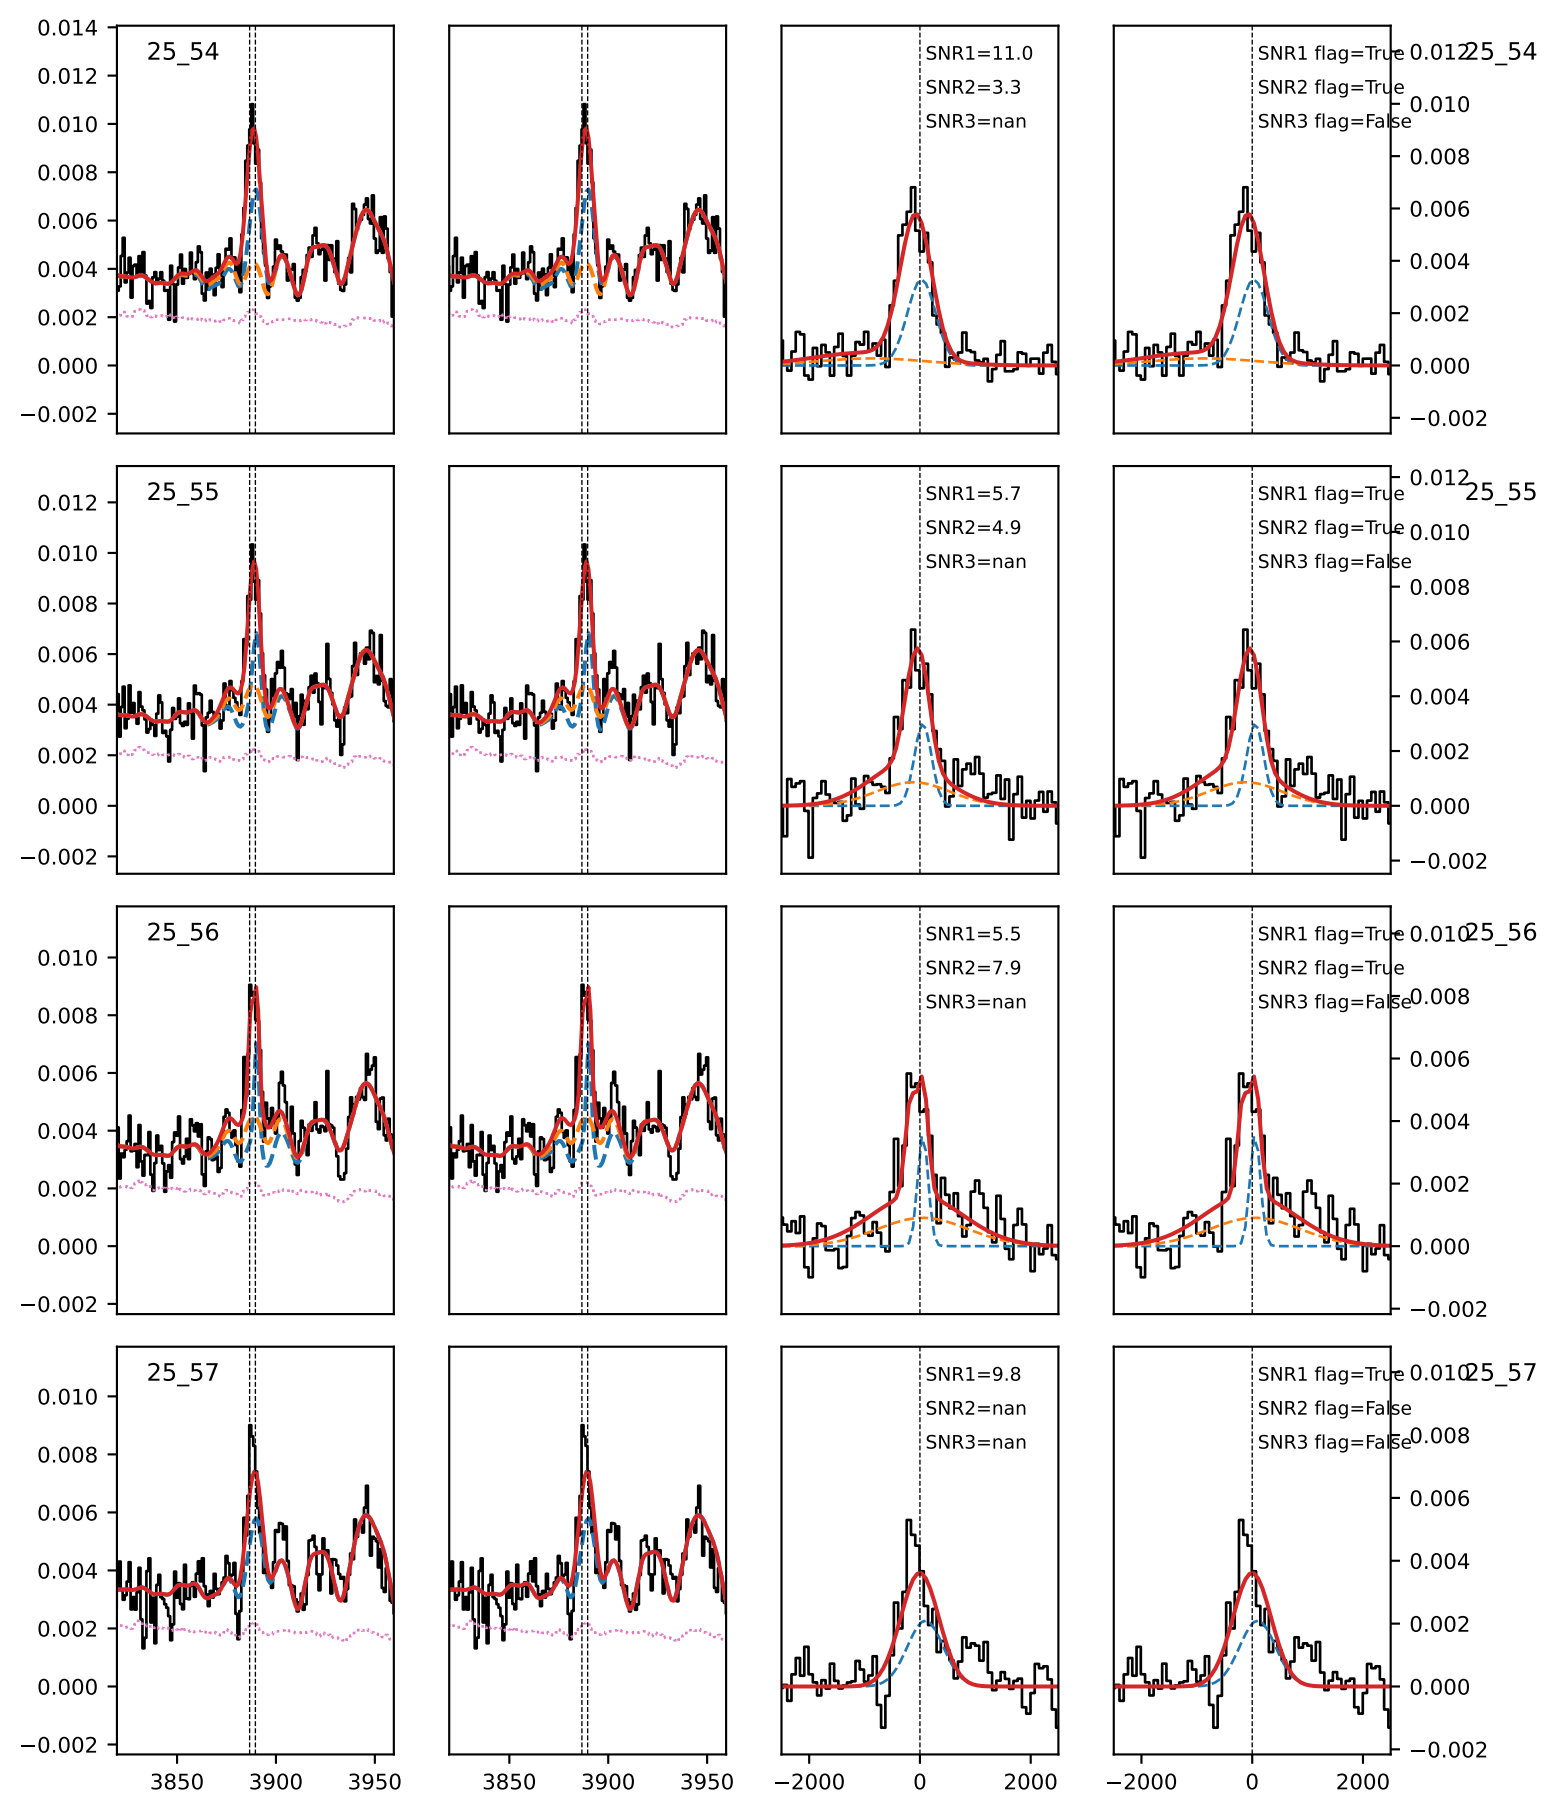 0.014
0.012
0.010
0.008
0.006
0.004
0.002
0.000
−0.002
25_54
SNR1=11.0
SNR2=3.3
SNR3=nan
SNR1 flag=True
SNR2 flag=True
SNR3 flag=False
0.012
0.010
0.008
0.006
0.004
0.002
0.000
−0.002
25_54
0.012
0.010
0.008
0.006
0.004
0.002
0.000
−0.002
25_55
SNR1=5.7
SNR2=4.9
SNR3=nan
SNR1 flag=True
SNR2 flag=True
SNR3 flag=False
0.012
0.010
0.008
0.006
0.004
0.002
0.000
−0.002
25_55
0.010
0.008
0.006
0.004
0.002
0.000
−0.002
25_56
SNR1=5.5
SNR2=7.9
SNR3=nan
SNR1 flag=True
SNR2 flag=True
SNR3 flag=False
0.010
0.008
0.006
0.004
0.002
0.000
−0.002
25_56
0.010
0.008
0.006
0.004
0.002
0.000
−0.002
25_57
SNR1=9.8
SNR2=nan
SNR3=nan
SNR1 flag=True
SNR2 flag=False
SNR3 flag=False
0.010
0.008
0.006
0.004
0.002
0.000
−0.002
25_57
3850 3900 3950
3850 3900 3950
−2000 0 2000
−2000 0 2000